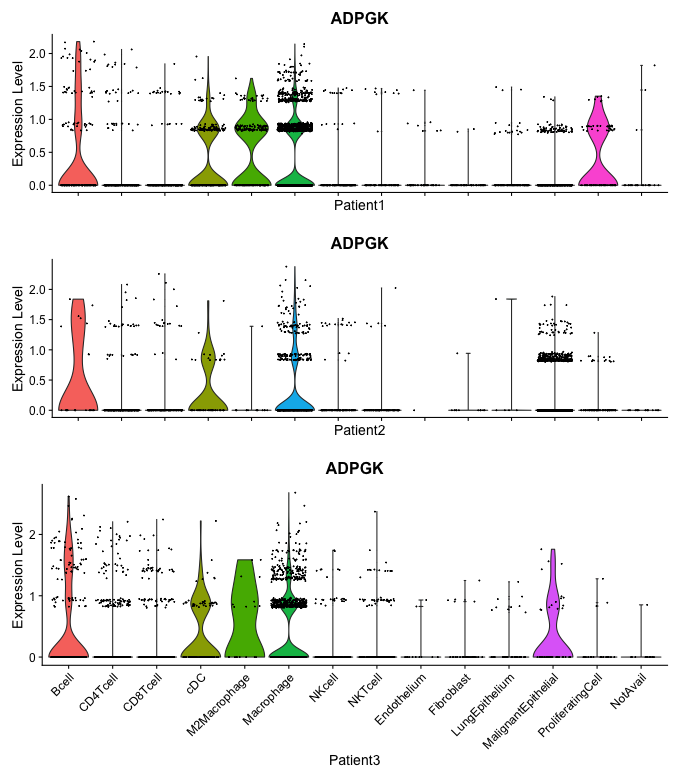 ADPGK
Expression Level
2.0
1.5
1.0
0.5
0.0
Patient1
ADPGK
Expression Level
2.0
1.5
1.0
0.5
0.0
Patient2
ADPGK
Expression Level
2
1
0
Bcell
CD4Tcell
CD8Tcell
cDC
M2Macrophage
Macrophage
NKcell
NKTcell
Endothelium
Fibroblast
LungEpithelium
MalignantEpithelial
ProliferatingCell
NotAvail
Patient3